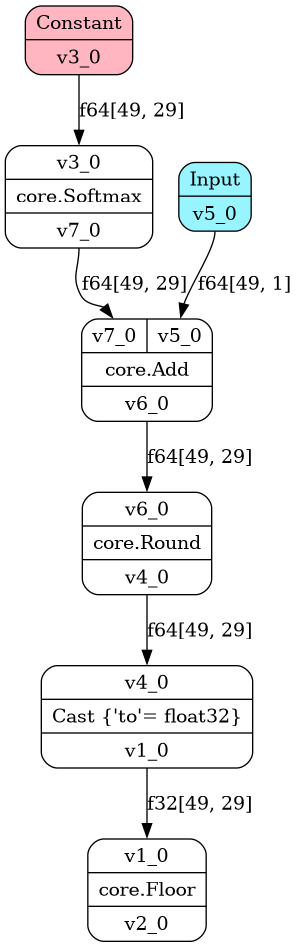 Constant
v3_0
f64[49, 29]
v3_0
core.Softmax
v7_0
Input
v5_0
f64[49, 29]
f64[49, 1]
v7_0 v5_0
core.Add
v6_0
f64[49, 29]
v6_0
core.Round
v4_0
f64[49, 29]
v4_0
Cast {'to'= float32}
v1_0
f32[49, 29]
v1_0
core.Floor
v2_0